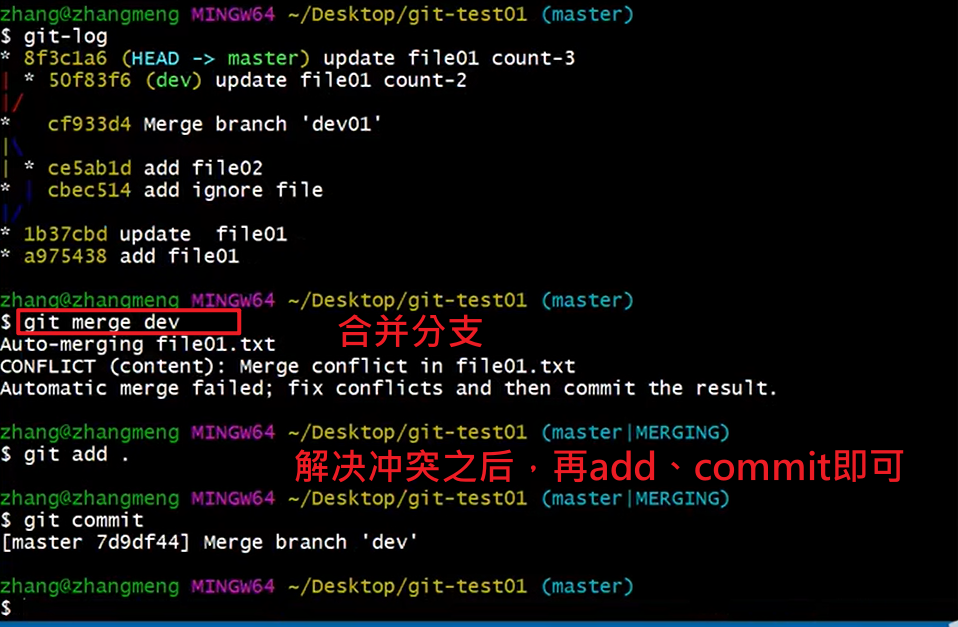 zhang@zhangmeng MINGW64 ~/Desktop/git-test01 (master)
$ git-log
* 8f3c1a6 (HEAD -> master) update file01 count-3
| * 50f83f6 (dev) update file01 count-2
|/
*   cf933d4 Merge branch 'dev01'
|\
| * ce5ab1d add file02
* | cbec514 add ignore file
|/
* 1b37cbd update  file01
* a975438 add file01
zhang@zhangmeng MINGW64 ~/Desktop/git-test01 (master)
$ git merge dev
合并分支
Auto-merging file01.txt
CONFLICT (content): Merge conflict in file01.txt
Automatic merge failed; fix conflicts and then commit the result.
zhang@zhangmeng MINGW64 ~/Desktop/git-test01 (master|MERGING)
$ git add .
解决冲突之后，再add、commit即可
zhang@zhangmeng MINGW64 ~/Desktop/git-test01 (master|MERGING)
$ git commit
[master 7d9df44] Merge branch 'dev'
zhang@zhangmeng MINGW64 ~/Desktop/git-test01 (master)
$